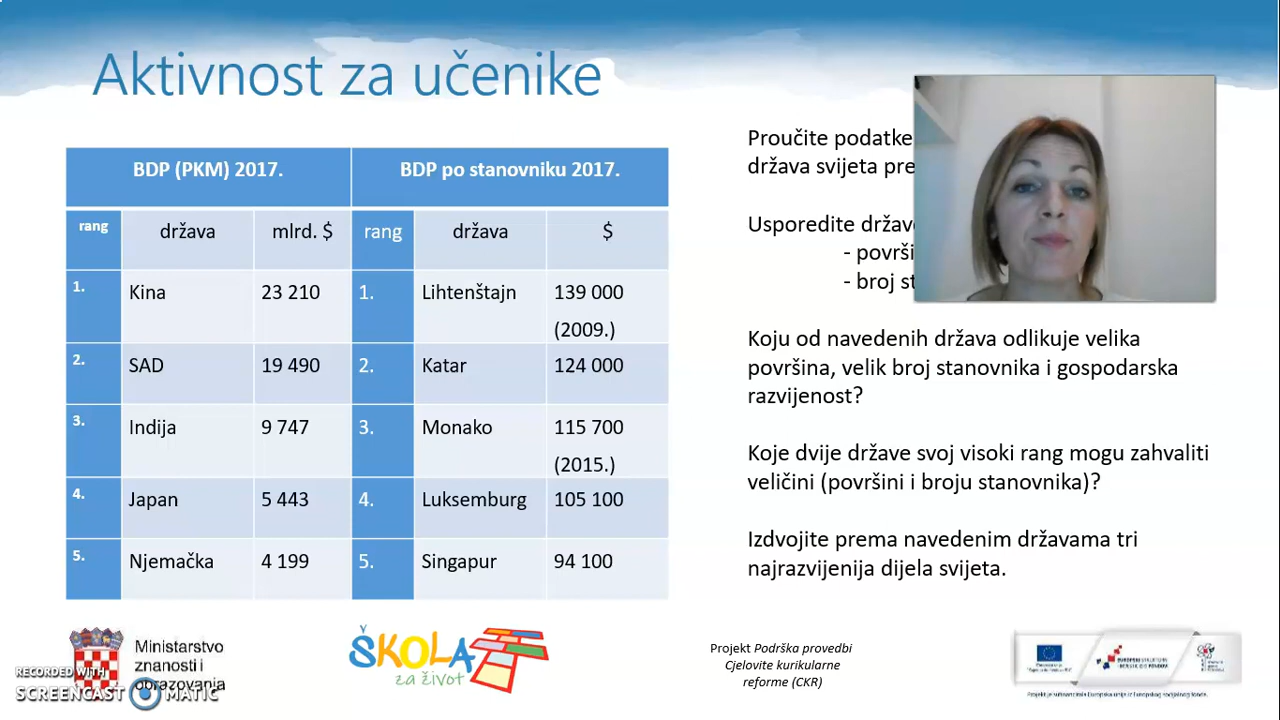 Aktivnost za učenike
BDP (PKM) 2017.
BDP po stanovniku 2017.
rang
država
mlrd. $
rang
država
$
1.
Kina
23 210
1.
Lihtenštajn
139 000
(2009.)
2.
SAD
19 490
2.
Katar
124 000
3.
Indija
9 747
3.
Monako
115 700
(2015.)
4.
Japan
5 443
4.
Luksemburg
105 100
5.
Njemačka
4 199
5.
Singapur
94 100
Proučite podatke
država svijeta pre
Usporedite držav
- površi
- broj st
Koju od navedenih država odlikuje velika
površina, velik broj stanovnika i gospodarska
razvijenost?
Koje dvije države svoj visoki rang mogu zahvaliti
veličini (površini i broju stanovnika)?
Izdvojite prema navedenim državama tri
najrazvijenija dijela svijeta.
Ministarstvo
znanosti i
obrazovanja
RECORDED WITH
SCREENCAST MATIC
ŠKOLA
za život
Projekt Podrška provedbi
Cjelovite kurikularne
reforme (CKR)